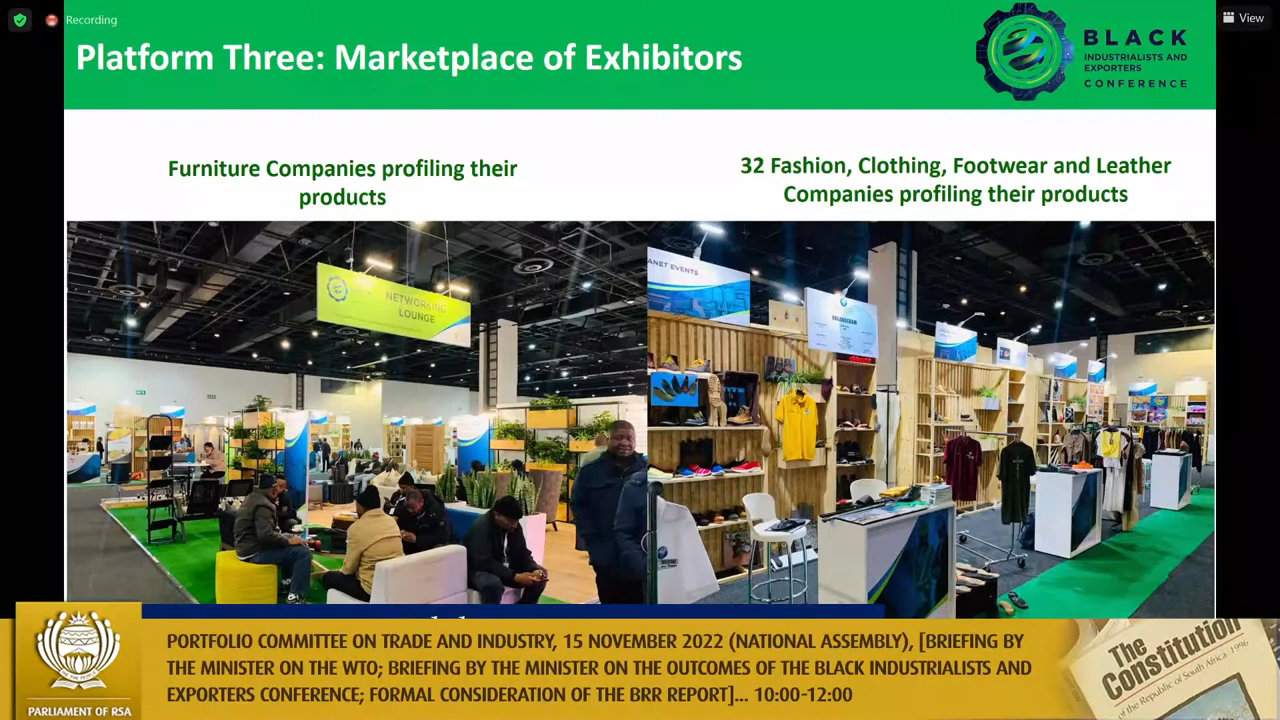 Recording
View
Platform Three: Marketplace of Exhibitors
BLACK
INDUSTRIALISTS AND
EXPORTERS
CONFERENCE
Furniture Companies profiling their
products
32 Fashion, Clothing, Footwear and Leather
Companies profiling their products
NETWORKING
LOUNGE
ANET EVENTS
PORTFOLIO COMMITTEE ON TRADE AND INDUSTRY, 15 NOVEMBER 2022 (NATIONAL ASSEMBLY), [BRIEFING BY
THE MINISTER ON THE WTO; BRIEFING BY THE MINISTER ON THE OUTCOMES OF THE BLACK INDUSTRIALISTS AND
EXPORTERS CONFERENCE; FORMAL CONSIDERATION OF THE BRR REPORT]... 10:00-12:00
PARLIAMENT OF RSA
The
Constitution
of the Republic of South Africa, 1996